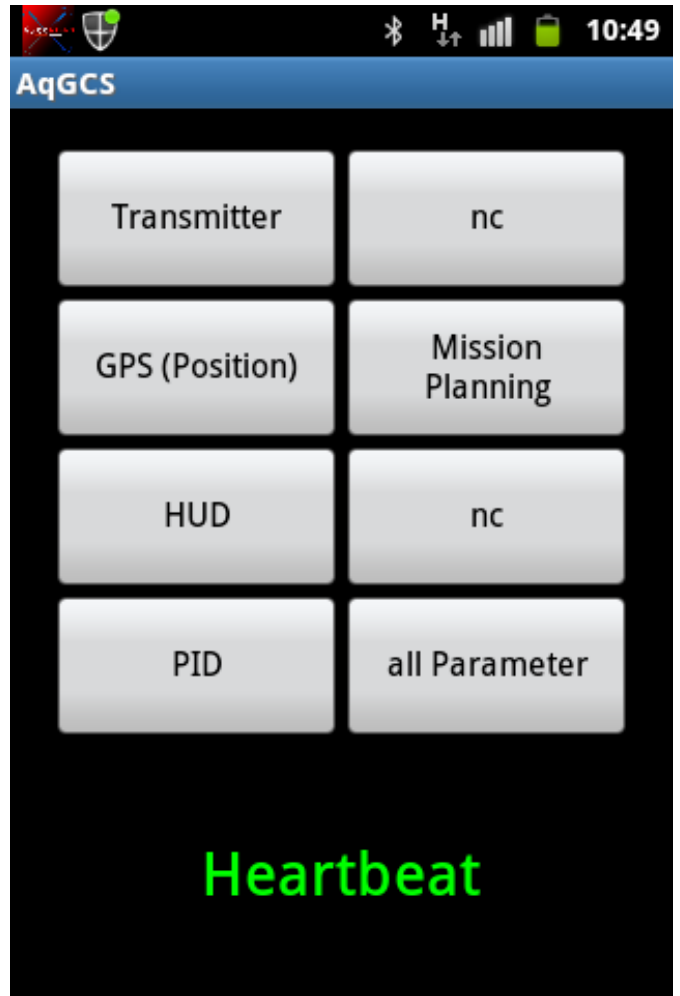 H 10:49
AqGCS
Transmitter
nc
GPS (Position)
Mission
Planning
HUD
nc
PID
all Parameter
Heartbeat